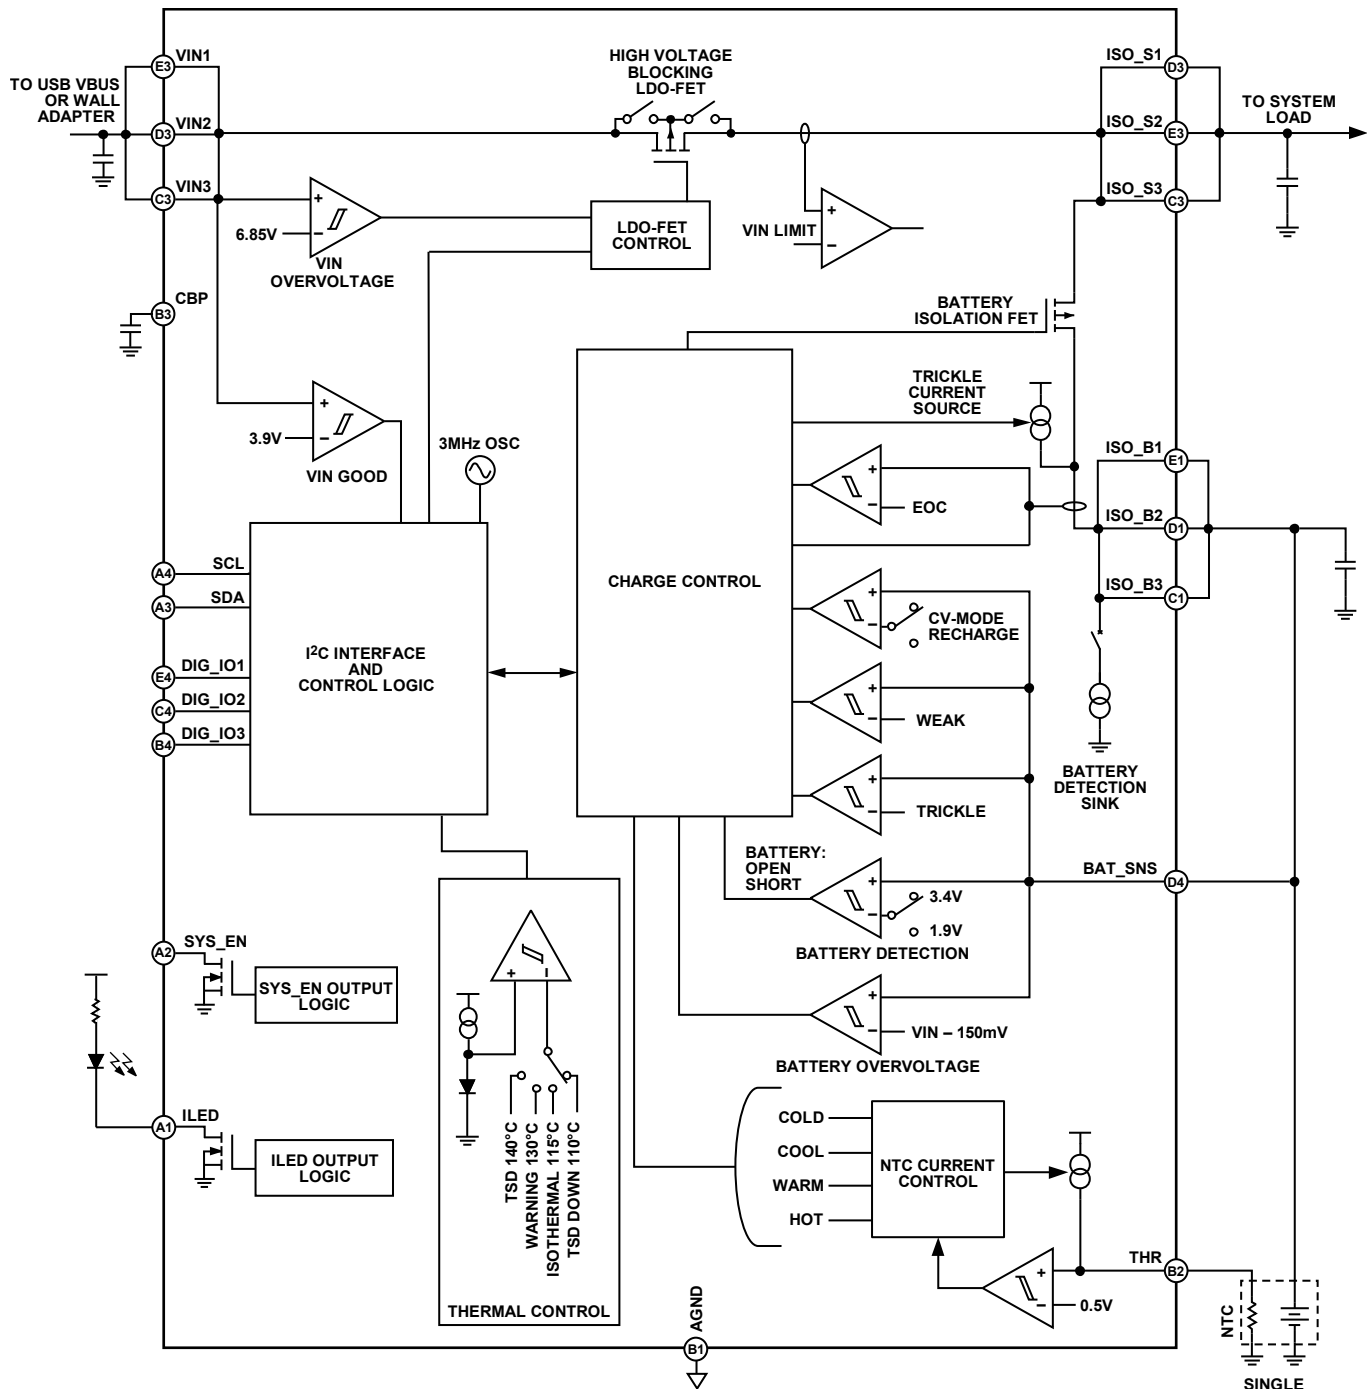 TO USB VBUS
OR WALL
ADAPTER
E3
VIN1
D3
VIN2
C3
VIN3
HIGH VOLTAGE
BLOCKING
LDO-FET
ISO_S1
D3
ISO_S2
E3
ISO_S3
C3
TO SYSTEM
LOAD
+
–
6.85V
VIN
OVERVOLTAGE
LDO-FET
CONTROL
VIN LIMIT
+
–
CBP
B3
BATTERY
ISOLATION FET
+
–
3.9V
VIN GOOD
3MHz OSC
TRICKLE
CURRENT
SOURCE
ISO_B1
E1
ISO_B2
D1
ISO_B3
C1
+
–
EOC
CHARGE CONTROL
A4
SCL
A3
SDA
E4
DIG_IO1
C4
DIG_IO2
B4
DIG_IO3
I2C INTERFACE
AND
CONTROL LOGIC
+
–
CV-MODE
RECHARGE
+
–
WEAK
+
–
TRICKLE
BATTERY
DETECTION
SINK
BATTERY:
OPEN
SHORT
+
–
3.4V
1.9V
BATTERY DETECTION
BAT_SNS
D4
A2
SYS_EN
SYS_EN OUTPUT
LOGIC
+
–
VIN – 150mV
BATTERY OVERVOLTAGE
A1
ILED
ILED OUTPUT
LOGIC
+
–
TSD 140°C
WARNING 130°C
ISOTHERMAL 115°C
TSD DOWN 110°C
THERMAL CONTROL
COLD
COOL
WARM
HOT
NTC CURRENT
CONTROL
+
–
0.5V
THR
B2
NTC
AGND
B1
SINGLE